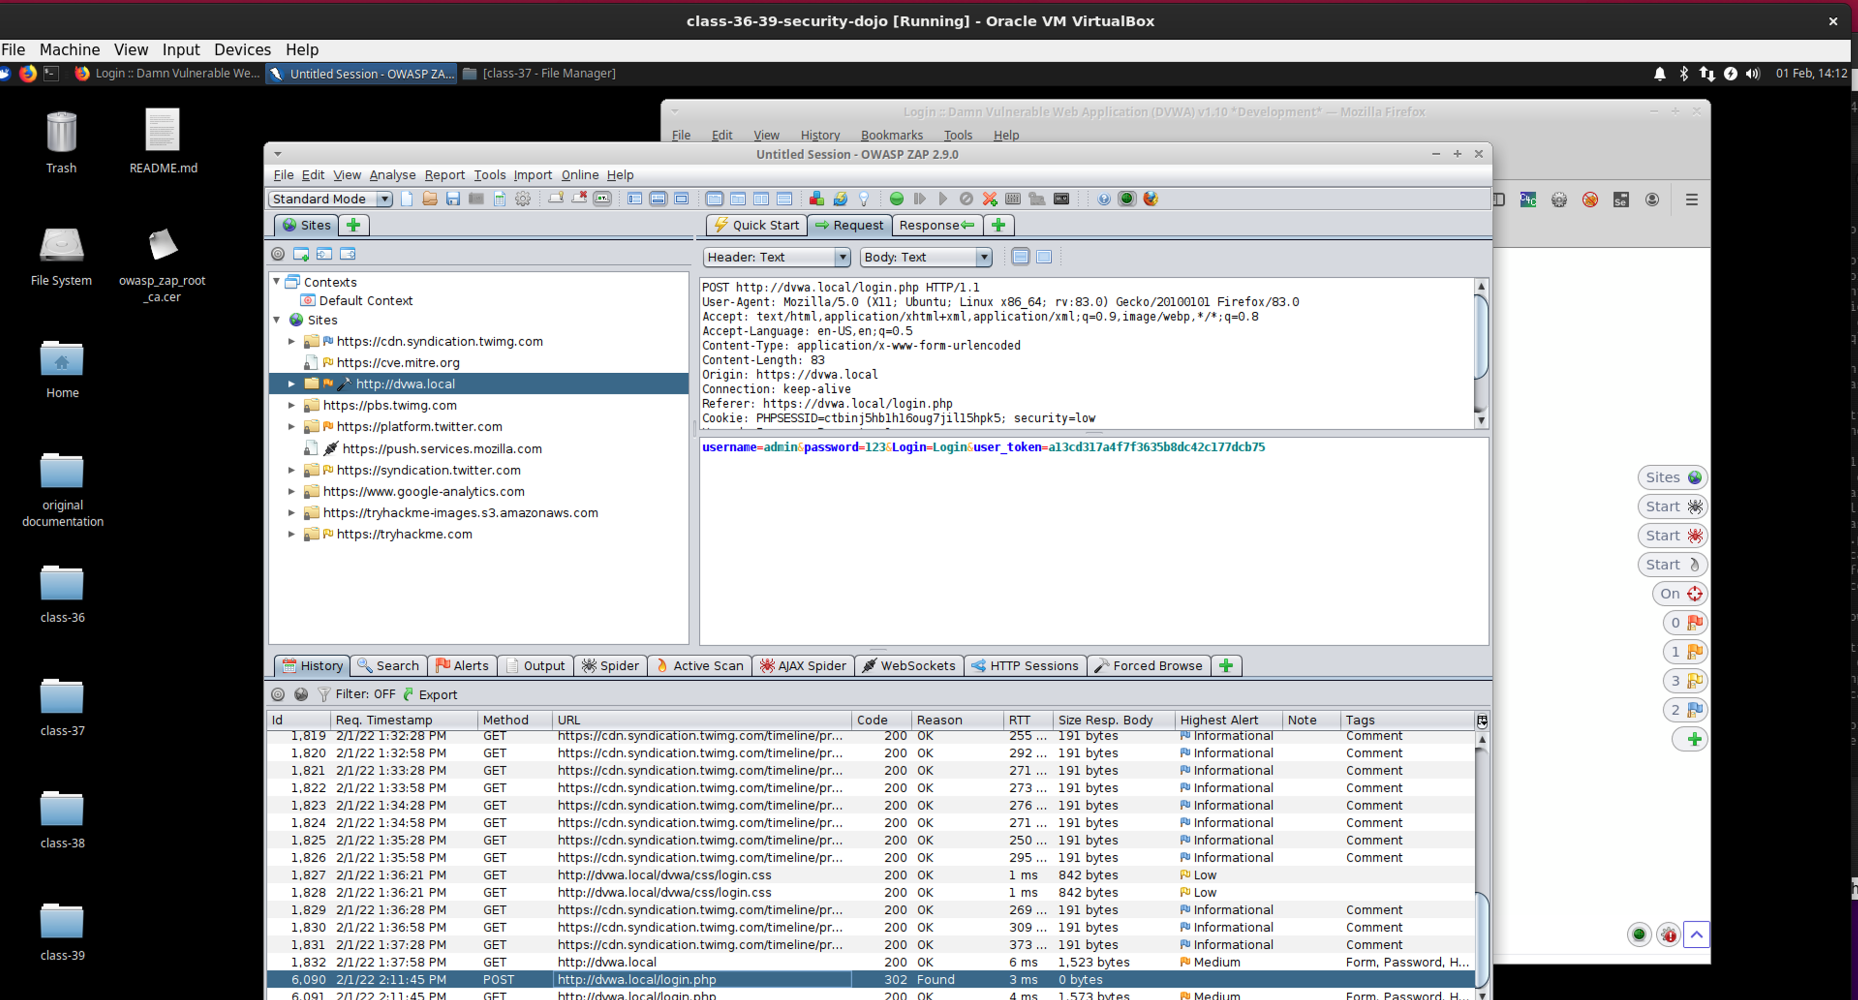 class-36-39-security-dojo [Running] - Oracle VM VirtualBox
File Machine View Input Devices Help
Login :: Damn Vulnerable We... Untitled Session - OWASP ZA... [class-37 - File Manager] 01 Feb, 14:12
Trash
README.md
File System
owasp_zap_root
_ca.cer
Home
original
documentation
class-36
class-37
class-38
class-39
Login :: Damn Vulnerable Web Application (DVWA) v1.10 *Development* — Mozilla Firefox
File Edit View History Bookmarks Tools Help
Untitled Session - OWASP ZAP 2.9.0
File Edit View Analyse Report Tools Import Online Help
Standard Mode
Sites
Quick Start Request Response
Header: Text Body: Text
Contexts
Default Context
Sites
https://cdn.syndication.twimg.com
https://cve.mitre.org
http://dvwa.local
https://pbs.twimg.com
https://platform.twitter.com
https://push.services.mozilla.com
https://syndication.twitter.com
https://www.google-analytics.com
https://tryhackme-images.s3.amazonaws.com
https://tryhackme.com
POST http://dvwa.local/login.php HTTP/1.1
User-Agent: Mozilla/5.0 (X11; Ubuntu; Linux x86_64; rv:83.0) Gecko/20100101 Firefox/83.0
Accept: text/html,application/xhtml+xml,application/xml;q=0.9,image/webp,*/*;q=0.8
Accept-Language: en-US,en;q=0.5
Content-Type: application/x-www-form-urlencoded
Content-Length: 83
Origin: https://dvwa.local
Connection: keep-alive
Referer: https://dvwa.local/login.php
Cookie: PHPSESSID=ctbinj5hb1h16oug7jil15hpk5; security=low
username=admin&password=123&Login=Login&user_token=a13cd317a4f7f3635b8dc42c177dcb75
Sites
Start
Start
Start
On
0
1
3
2
History Search Alerts Output Spider Active Scan AJAX Spider WebSockets HTTP Sessions Forced Browse
Filter: OFF Export
Id Req. Timestamp Method URL Code Reason RTT Size Resp. Body Highest Alert Note Tags
1,819 2/1/22 1:32:28 PM GET https://cdn.syndication.twimg.com/timeline/pr... 200 OK 255 ... 191 bytes Informational Comment
1,820 2/1/22 1:32:58 PM GET https://cdn.syndication.twimg.com/timeline/pr... 200 OK 292 ... 191 bytes Informational Comment
1,821 2/1/22 1:33:28 PM GET https://cdn.syndication.twimg.com/timeline/pr... 200 OK 271 ... 191 bytes Informational Comment
1,822 2/1/22 1:33:58 PM GET https://cdn.syndication.twimg.com/timeline/pr... 200 OK 273 ... 191 bytes Informational Comment
1,823 2/1/22 1:34:28 PM GET https://cdn.syndication.twimg.com/timeline/pr... 200 OK 276 ... 191 bytes Informational Comment
1,824 2/1/22 1:34:58 PM GET https://cdn.syndication.twimg.com/timeline/pr... 200 OK 271 ... 191 bytes Informational Comment
1,825 2/1/22 1:35:28 PM GET https://cdn.syndication.twimg.com/timeline/pr... 200 OK 250 ... 191 bytes Informational Comment
1,826 2/1/22 1:35:58 PM GET https://cdn.syndication.twimg.com/timeline/pr... 200 OK 295 ... 191 bytes Informational Comment
1,827 2/1/22 1:36:21 PM GET http://dvwa.local/dvwa/css/login.css 200 OK 1 ms 842 bytes Low
1,828 2/1/22 1:36:21 PM GET http://dvwa.local/dvwa/css/login.css 200 OK 1 ms 842 bytes Low
1,829 2/1/22 1:36:28 PM GET https://cdn.syndication.twimg.com/timeline/pr... 200 OK 269 ... 191 bytes Informational Comment
1,830 2/1/22 1:36:58 PM GET https://cdn.syndication.twimg.com/timeline/pr... 200 OK 309 ... 191 bytes Informational Comment
1,831 2/1/22 1:37:28 PM GET https://cdn.syndication.twimg.com/timeline/pr... 200 OK 373 ... 191 bytes Informational Comment
1,832 2/1/22 1:37:58 PM GET http://dvwa.local 200 OK 6 ms 1,523 bytes Medium Form, Password, H...
6,090 2/1/22 2:11:45 PM POST http://dvwa.local/login.php 302 Found 3 ms 0 bytes
6,091 2/1/22 2:11:45 PM GET http://dvwa.local/login.php 200 OK 4 ms 1,573 bytes Medium Form, Password, H...